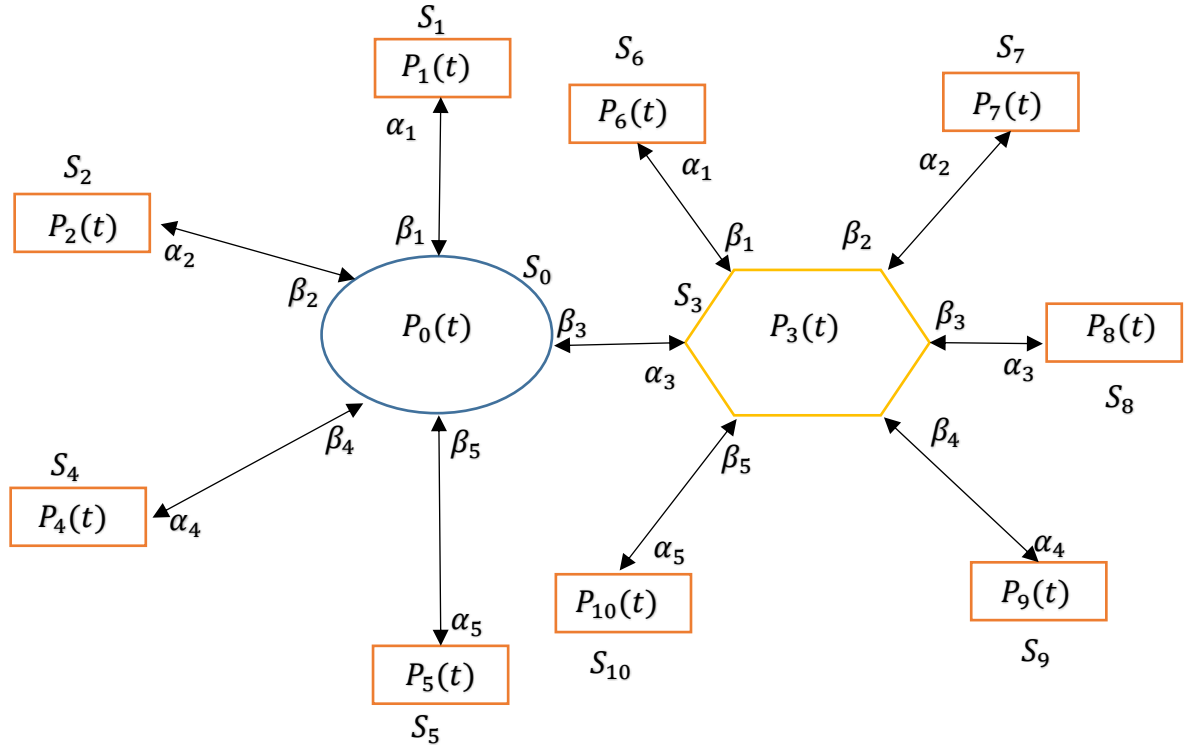 S₁
P₁(t)
α₁
β₁
S₂
P₂(t)
α₂
β₂
S₀
P₀(t)
β₃
α₃
β₄
S₄
P₄(t)
α₄
β₅
α₅
P₅(t)
S₅
S₆
P₆(t)
α₁
β₁
S₇
P₇(t)
α₂
β₂
S₃
P₃(t)
β₃
α₃
P₈(t)
S₈
β₄
α₄
P₉(t)
S₉
β₅
α₅
P₁₀(t)
S₁₀